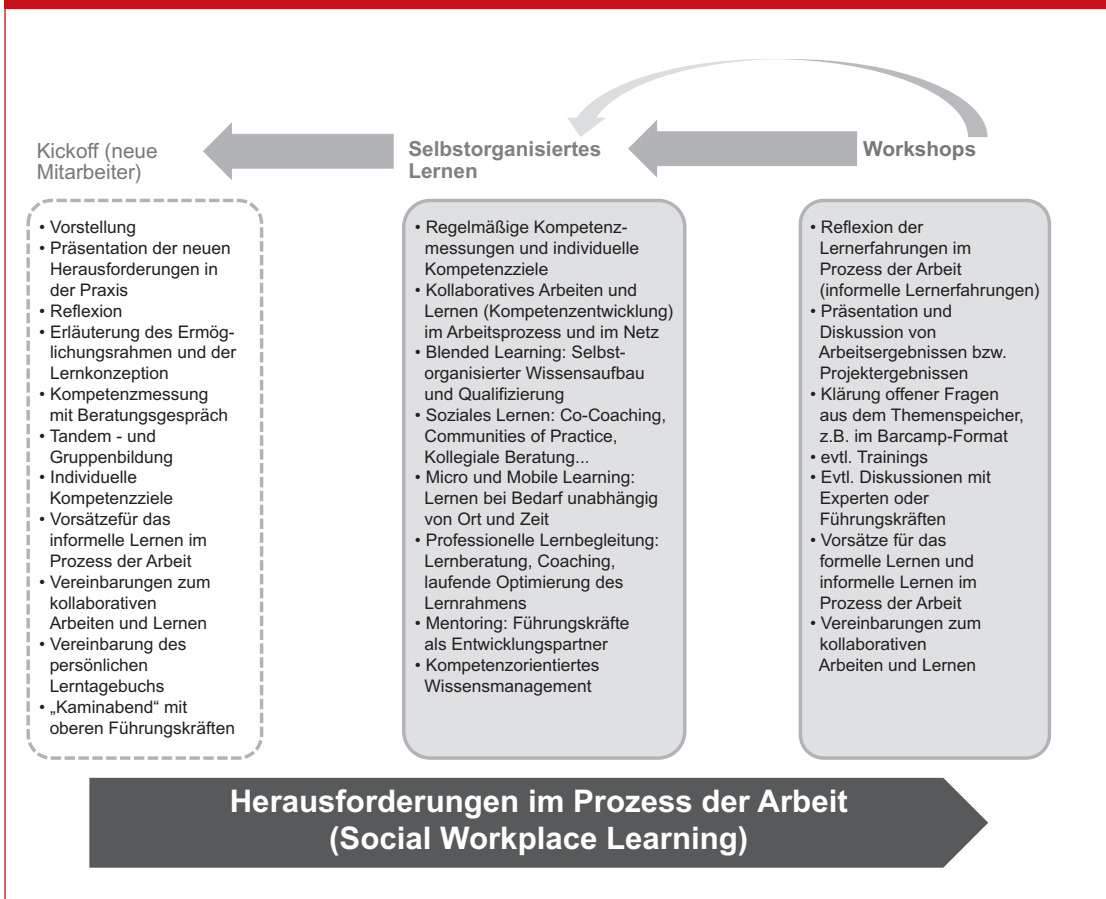 Kickoff (neue
Mitarbeiter)
• Vorstellung
• Präsentation der neuen
Herausforderungen in
der Praxis
• Reflexion
• Erläuterung des Ermög-
lichungsrahmen und der
Lernkonzeption
• Kompetenzmessung
mit Beratungsgespräch
• Tandem - und
Gruppenbildung
• Individuelle
Kompetenzziele
• Vorsätzefür das
informelle Lernen im
Prozess der Arbeit
• Vereinbarungen zum
kollaborativen
Arbeiten und Lernen
• Vereinbarung des
persönlichen
Lerntagebuchs
• „Kaminabend“ mit
oberen Führungskräften
Selbstorganisiertes
Lernen
• Regelmäßige Kompetenz-
messungen und individuelle
Kompetenzziele
• Kollaboratives Arbeiten und
Lernen (Kompetenzentwicklung)
im Arbeitsprozess und im Netz
• Blended Learning: Selbst-
organisierter Wissensaufbau
und Qualifizierung
• Soziales Lernen: Co-Coaching,
Communities of Practice,
Kollegiale Beratung...
• Micro und Mobile Learning:
Lernen bei Bedarf unabhängig
von Ort und Zeit
• Professionelle Lernbegleitung:
Lernberatung, Coaching,
laufende Optimierung des
Lernrahmens
• Mentoring: Führungskräfte
als Entwicklungspartner
• Kompetenzorientiertes
Wissensmanagement
Workshops
• Reflexion der
Lernerfahrungen im
Prozess der Arbeit
(informelle Lernerfahrungen)
• Präsentation und
Diskussion von
Arbeitsergebnissen bzw.
Projektergebnissen
• Klärung offener Fragen
aus dem Themenspeicher,
z.B. im Barcamp-Format
• evtl. Trainings
• Evtl. Diskussionen mit
Experten oder
Führungskräften
• Vorsätze für das
formelle Lernen und
informelle Lernen im
Prozess der Arbeit
• Vereinbarungen zum
kollaborativen
Arbeiten und Lernen
Herausforderungen im Prozess der Arbeit
(Social Workplace Learning)